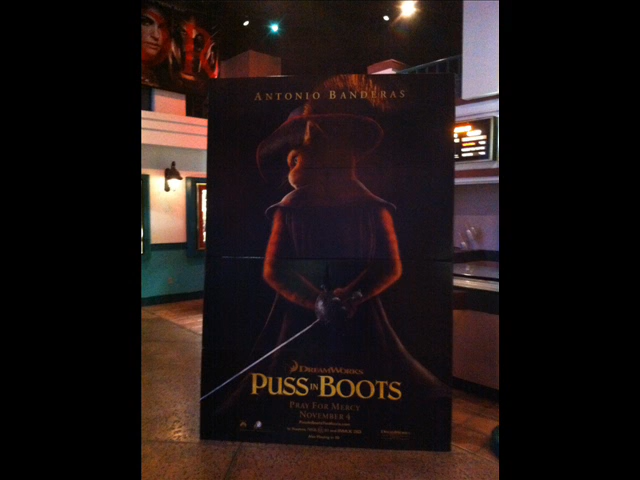 ANTONIO BANDERAS
DREAMWORKS
PUSS IN BOOTS
PRAY FOR MERCY
NOVEMBER 4